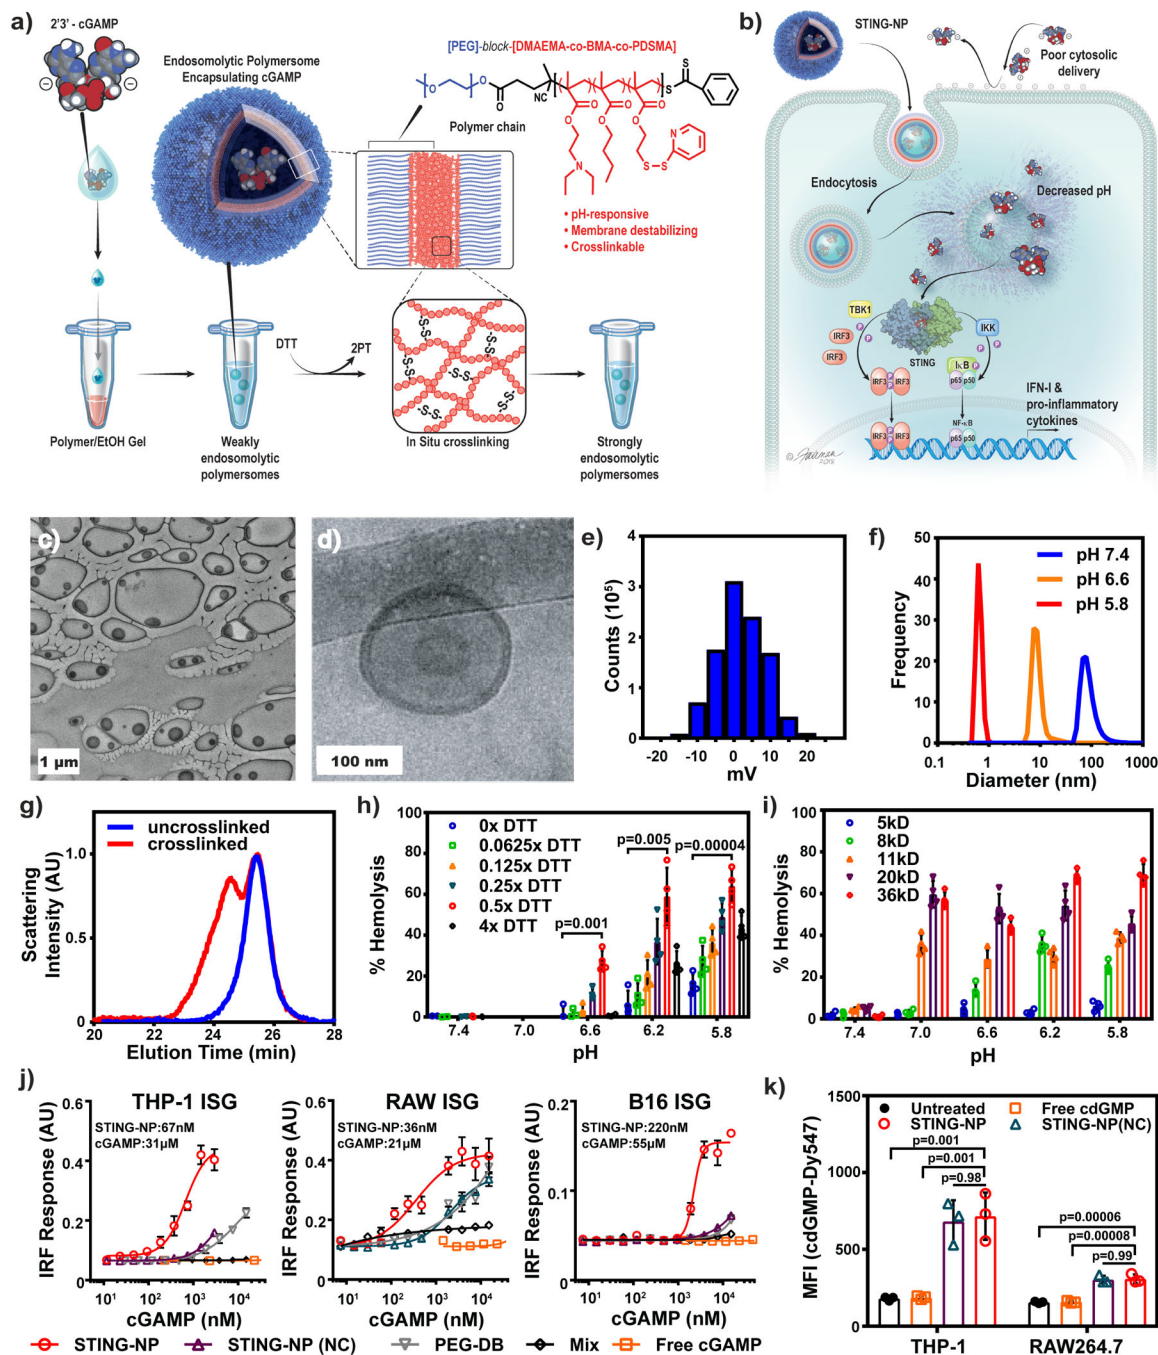 a)
2'3' - cGAMP
Endosomolytic Polymersome
Encapsulating cGAMP
[PEG]-block-[DMAEMA-co-BMA-co-PDSMA]
Polymer chain
• pH-responsive
• Membrane destabilizing
• Crosslinkable
DTT
2PT
-S-S-
Polymer/EtOH Gel
Weakly
endosomolytic
polymersomes
In Situ crosslinking
Strongly
endosomolytic
polymersomes
b)
STING-NP
Poor cytosolic
delivery
Endocytosis
Decreased pH
TBK1
IRF3
IRF3
P
P
STING
IKK
P
P
IκB
P
p65 p50
IRF3
P
P
IRF3
IFN-I &
pro-inflammatory
cytokines
NF-κB
IRF3
P
P
IRF3
p65 p50
©
2018
c)
1 µm
d)
100 nm
e)
Counts (10⁵)
4
3
2
1
0
-20 -10 0 10 20
mV
f)
Frequency
50
40
30
20
10
0
pH 7.4
pH 6.6
pH 5.8
0.1 1 10 100 1000
Diameter (nm)
g)
Scattering
Intensity (AU)
uncrosslinked
crosslinked
1.0
0.5
0.0
20 22 24 26 28
Elution Time (min)
h)
% Hemolysis
100
80
60
40
20
0
0x DTT
0.0625x DTT
0.125x DTT
0.25x DTT
0.5x DTT
4x DTT
p=0.001
p=0.005
p=0.00004
7.4 7.0 6.6 6.2 5.8
pH
i)
% Hemolysis
100
80
60
40
20
0
5kD
8kD
11kD
20kD
36kD
7.4 7.0 6.6 6.2 5.8
pH
j)
THP-1 ISG
IRF Response (AU)
0.6
0.4
0.2
0.0
STING-NP:67nM
cGAMP:31µM
10¹ 10² 10³ 10⁴
cGAMP (nM)
RAW ISG
IRF Response (AU)
0.6
0.4
0.2
0.0
STING-NP:36nM
cGAMP:21µM
10¹ 10² 10³ 10⁴
cGAMP (nM)
B16 ISG
IRF Response (AU)
0.2
0.1
0.0
STING-NP:220nM
cGAMP:55µM
10¹ 10² 10³ 10⁴
cGAMP (nM)
STING-NP
STING-NP (NC)
PEG-DB
Mix
Free cGAMP
k)
MFI (cdGMP-Dy547)
1500
1000
500
0
Untreated
STING-NP
Free cdGMP
STING-NP(NC)
p=0.001
p=0.001
p=0.98
p=0.00006
p=0.00008
p=0.99
THP-1 RAW264.7